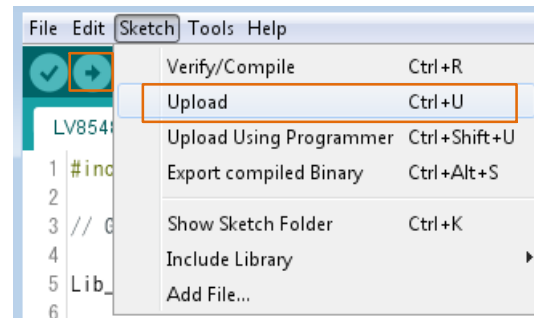 File Edit Sketch Tools Help
Verify/Compile Ctrl+R
Upload Ctrl+U
LV854
Upload Using Programmer Ctrl+Shift+U
1 #inc
Export compiled Binary Ctrl+Alt+S
2
3 //
Show Sketch Folder Ctrl+K
4
Include Library
5 Lib_
Add File...
6